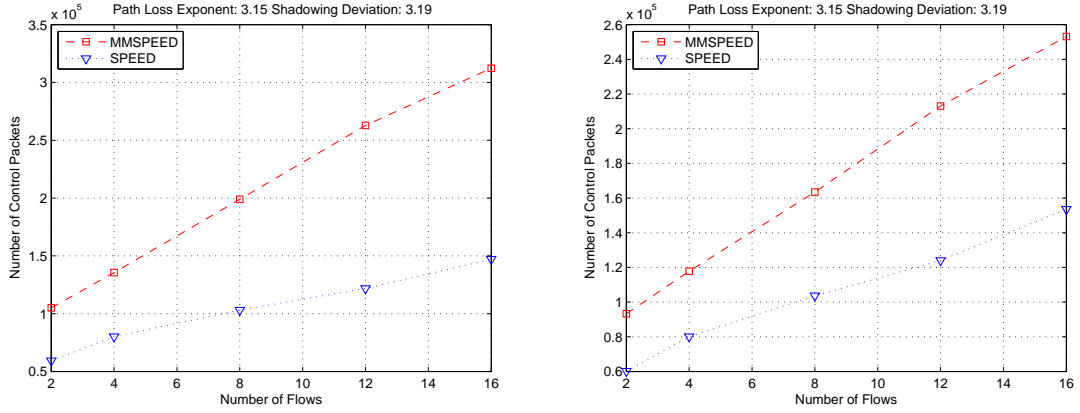 Path Loss Exponent: 3.15 Shadowing Deviation: 3.19
x 10^5
3.5
3
2.5
2
1.5
1
0.5
Number of Control Packets
MMSPEED
SPEED
2 4 6 8 10 12 14 16
Number of Flows
Path Loss Exponent: 3.15 Shadowing Deviation: 3.19
x 10^5
2.6
2.4
2.2
2
1.8
1.6
1.4
1.2
1
0.8
0.6
Number of Control Packets
MMSPEED
SPEED
2 4 6 8 10 12 14 16
Number of Flows